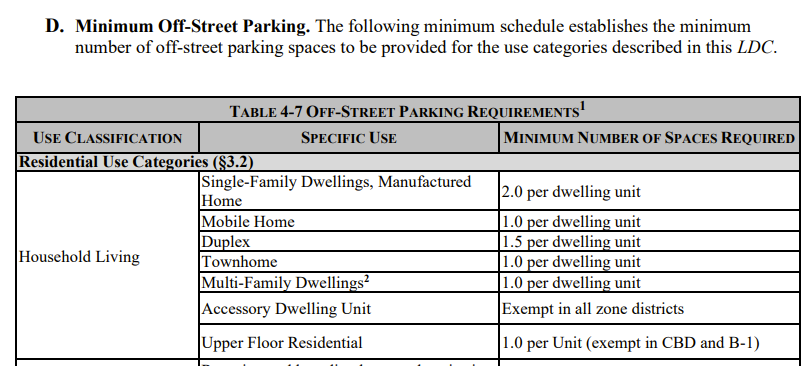 D. Minimum Off-Street Parking. The following minimum schedule establishes the minimum
number of off-street parking spaces to be provided for the use categories described in this LDC.
TABLE 4-7 OFF-STREET PARKING REQUIREMENTS¹
USE CLASSIFICATION SPECIFIC USE MINIMUM NUMBER OF SPACES REQUIRED
Residential Use Categories (§3.2)
Household Living
Single-Family Dwellings, Manufactured
Home
2.0 per dwelling unit
Mobile Home 1.0 per dwelling unit
Duplex 1.5 per dwelling unit
Townhome 1.0 per dwelling unit
Multi-Family Dwellings² 1.0 per dwelling unit
Accessory Dwelling Unit Exempt in all zone districts
Upper Floor Residential 1.0 per Unit (exempt in CBD and B-1)